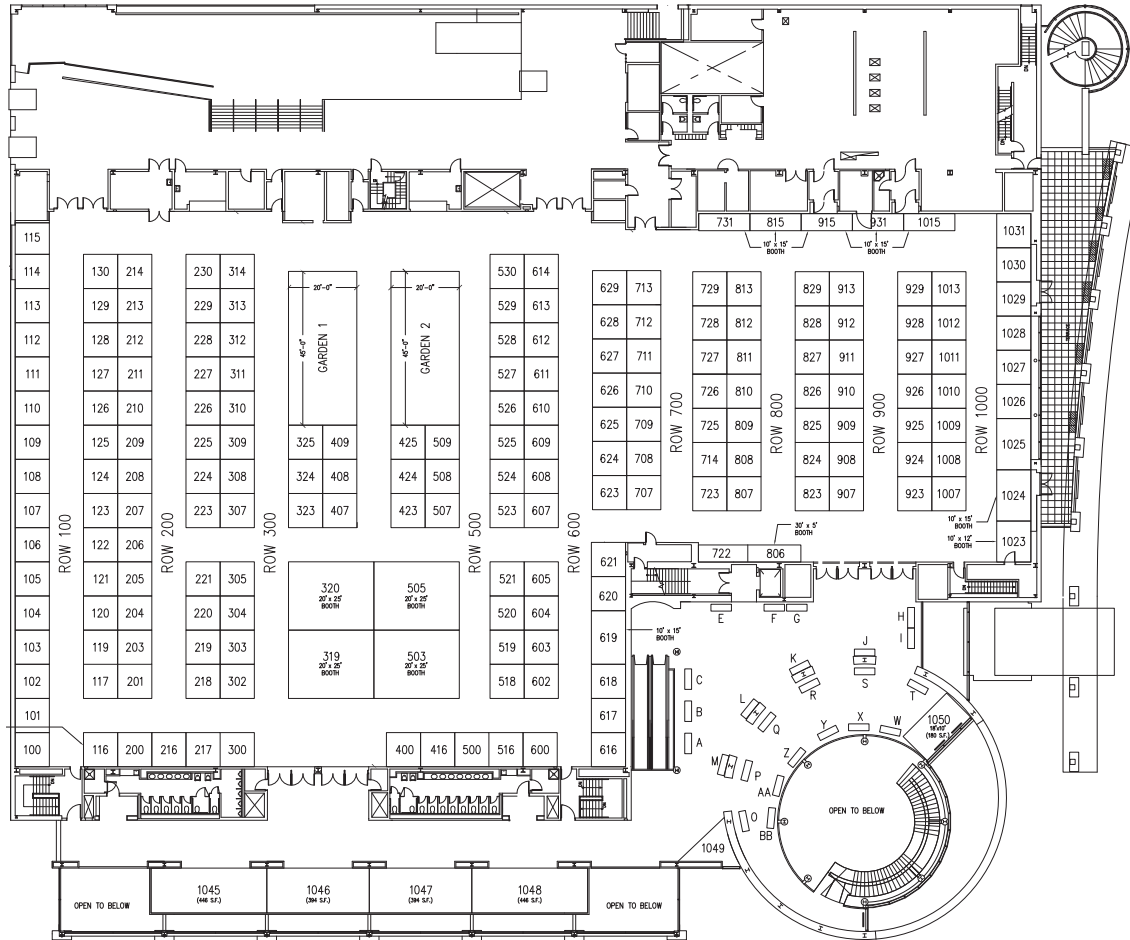 731 815 915 931 1015
10' x 15'
BOOTH
10' x 15'
BOOTH
115 1031
114 130 214 230 314 530 614 1030
20'-0" 20'-0"
113 129 213 229 313 529 613 629 713 729 813 829 913 929 1013 1029
112 128 212 228 312 528 612 628 712 728 812 828 912 928 1012 1028
45'-0" GARDEN 1 45'-0" GARDEN 2
111 127 211 227 311 527 611 627 711 727 811 827 911 927 1011 1027
110 126 210 226 310 526 610 626 710 726 810 826 910 926 1010 1026
ROW 700 ROW 800 ROW 900 ROW 1000
109 125 209 225 309 325 409 425 509 525 609 625 709 725 809 825 909 925 1009 1025
108 124 208 224 308 324 408 424 508 524 608 624 708 714 808 824 908 924 1008 1024
107 123 207 223 307 323 407 423 507 523 607 623 707 723 807 823 907 923 1007
10' x 15'
BOOTH
30' x 5'
BOOTH
10' x 12'
BOOTH
1023
ROW 100 ROW 200 ROW 300 ROW 500 ROW 600
106 122 206 621 722 806
105 121 205 221 305 320 505 521 605 620
20' x 25'
BOOTH
20' x 25'
BOOTH
104 120 204 220 304 520 604
E F G H
103 119 203 219 303 319 503 519 603 619
20' x 25'
BOOTH
20' x 25'
BOOTH
10' x 15'
BOOTH
I
J
K
102 117 201 218 302 518 602 618 C R S T
101 617 B L Q Y X W 1050
18'x10'
(180 S.F.)
100 116 200 216 217 300 400 416 500 516 600 616 A
Z
M P
AA
O BB
OPEN TO BELOW
1049
1045 1046 1047 1048
(446 S.F.) (394 S.F.) (394 S.F.) (446 S.F.)
OPEN TO BELOW OPEN TO BELOW